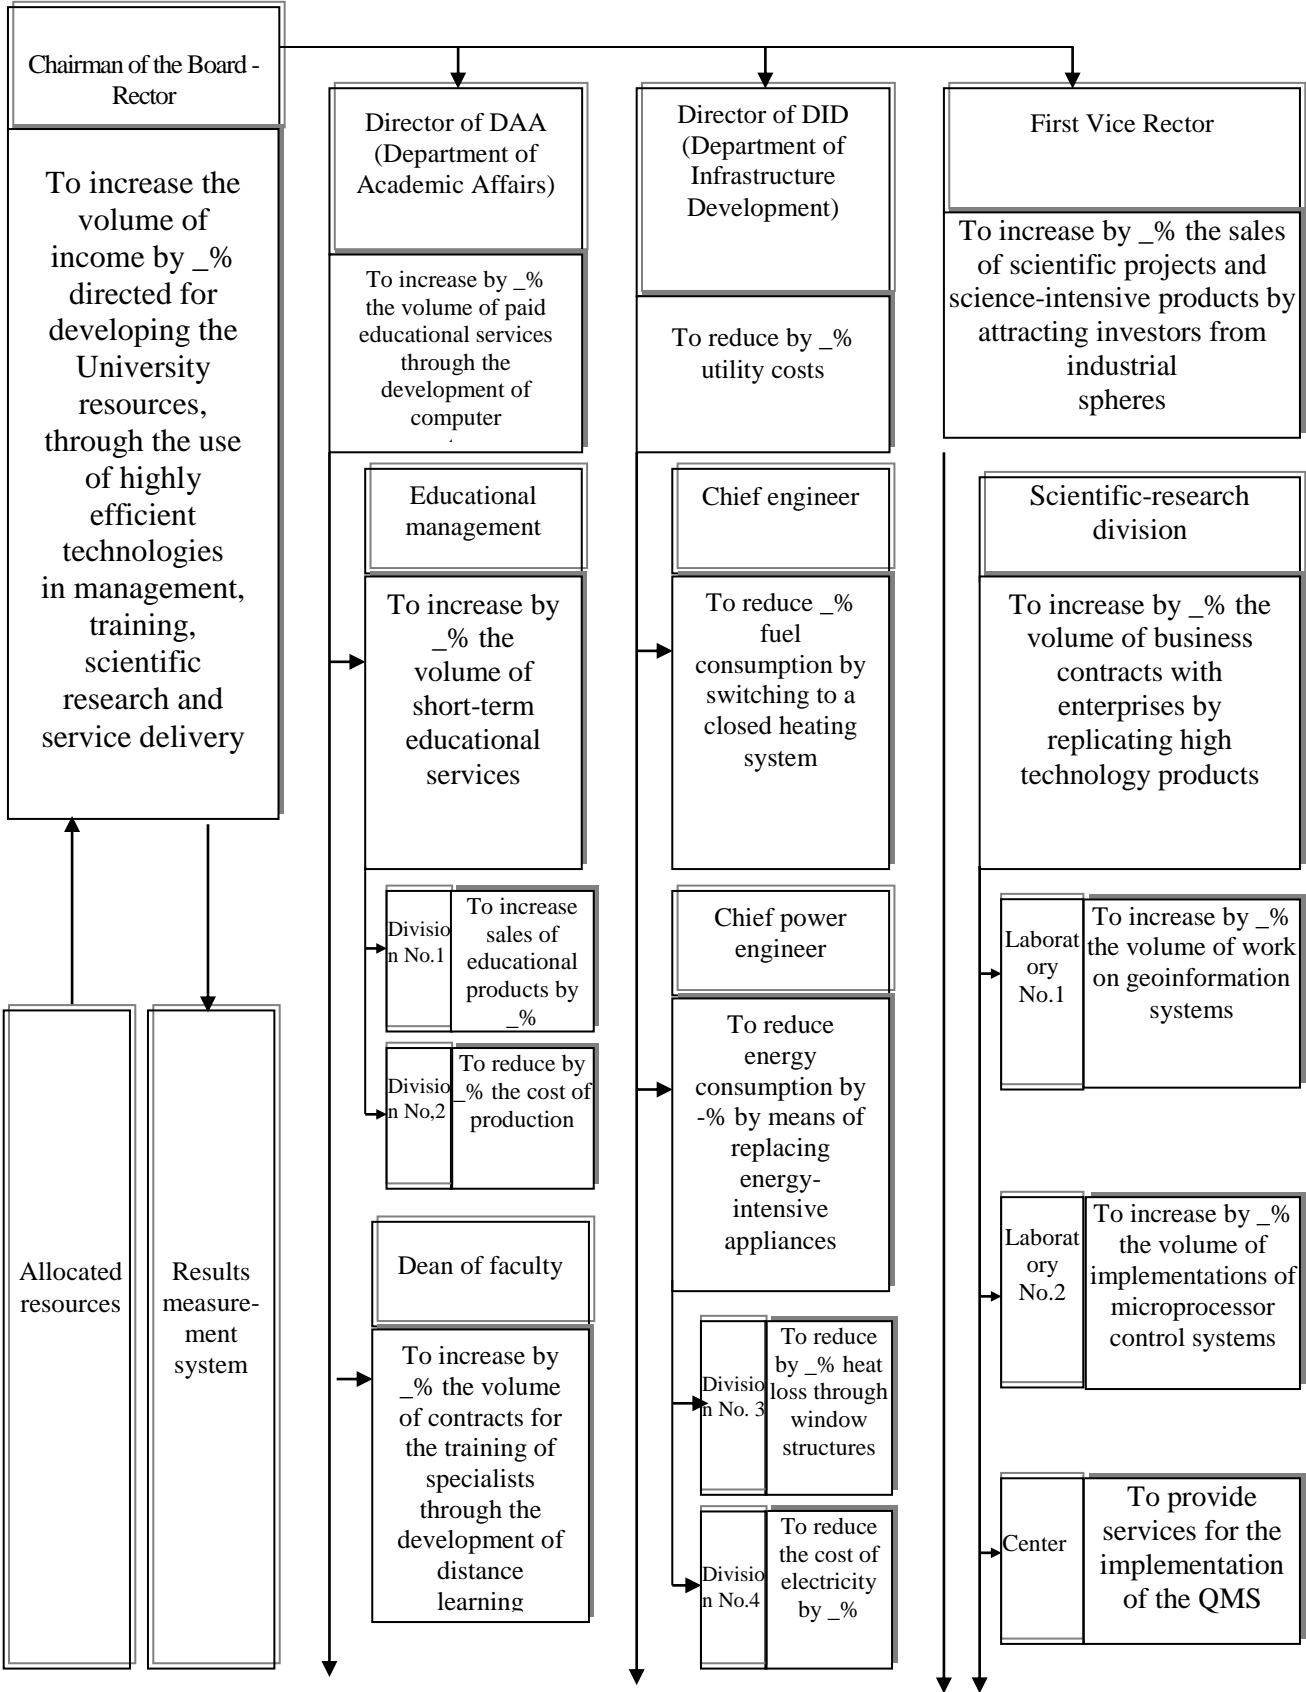 Chairman of the Board -
Rector
To increase the
volume of
income by _%
directed for
developing the
University
resources,
through the use
of highly
efficient
technologies
in management,
training,
scientific
research and
service delivery
Allocated
resources
Results
measure-
ment
system
Director of DAA
(Department of
Academic Affairs)
To increase by _%
the volume of paid
educational services
through the
development of
computer
Educational
management
To increase by
_% the
volume of
short-term
educational
services
Divisio
n No.1
To increase
sales of
educational
products by
_%
Divisio
n No,2
To reduce by
_% the cost of
production
Dean of faculty
To increase by
_% the volume
of contracts for
the training of
specialists
through the
development of
distance
learning
Director of DID
(Department of
Infrastructure
Development)
To reduce by _%
utility costs
Chief engineer
To reduce _%
fuel
consumption by
switching to a
closed heating
system
Chief power
engineer
To reduce
energy
consumption by
-% by means of
replacing
energy-
intensive
appliances
Divisio
n No. 3
To reduce
by _% heat
loss through
window
structures
Divisio
n No.4
To reduce
the cost of
electricity
by _%
First Vice Rector
To increase by _% the sales
of scientific projects and
science-intensive products by
attracting investors from
industrial
spheres
Scientific-research
division
To increase by _% the
volume of business
contracts with
enterprises by
replicating high
technology products
Laborat
ory
No.1
To increase by _%
the volume of work
on geoinformation
systems
Laborat
ory
No.2
To increase by _%
the volume of
implementations of
microprocessor
control systems
Center
To provide
services for the
implementation
of the QMS